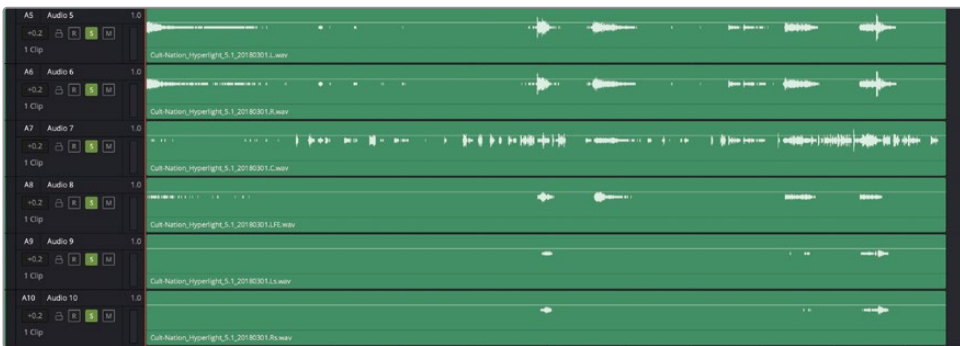 A5 Audio 5 1.0
+0.2 R S M
1 Clip
Cult-Nation_Hyperlight_5.1_20180301.L.wav
A6 Audio 6 1.0
+0.2 R S M
1 Clip
Cult-Nation_Hyperlight_5.1_20180301.R.wav
A7 Audio 7 1.0
+0.2 R S M
1 Clip
Cult-Nation_Hyperlight_5.1_20180301.C.wav
A8 Audio 8 1.0
+0.2 R S M
1 Clip
Cult-Nation_Hyperlight_5.1_20180301.LFE.wav
A9 Audio 9 1.0
+0.2 R S M
1 Clip
Cult-Nation_Hyperlight_5.1_20180301.Ls.wav
A10 Audio 10 1.0
+0.2 R S M
1 Clip
Cult-Nation_Hyperlight_5.1_20180301.Rs.wav